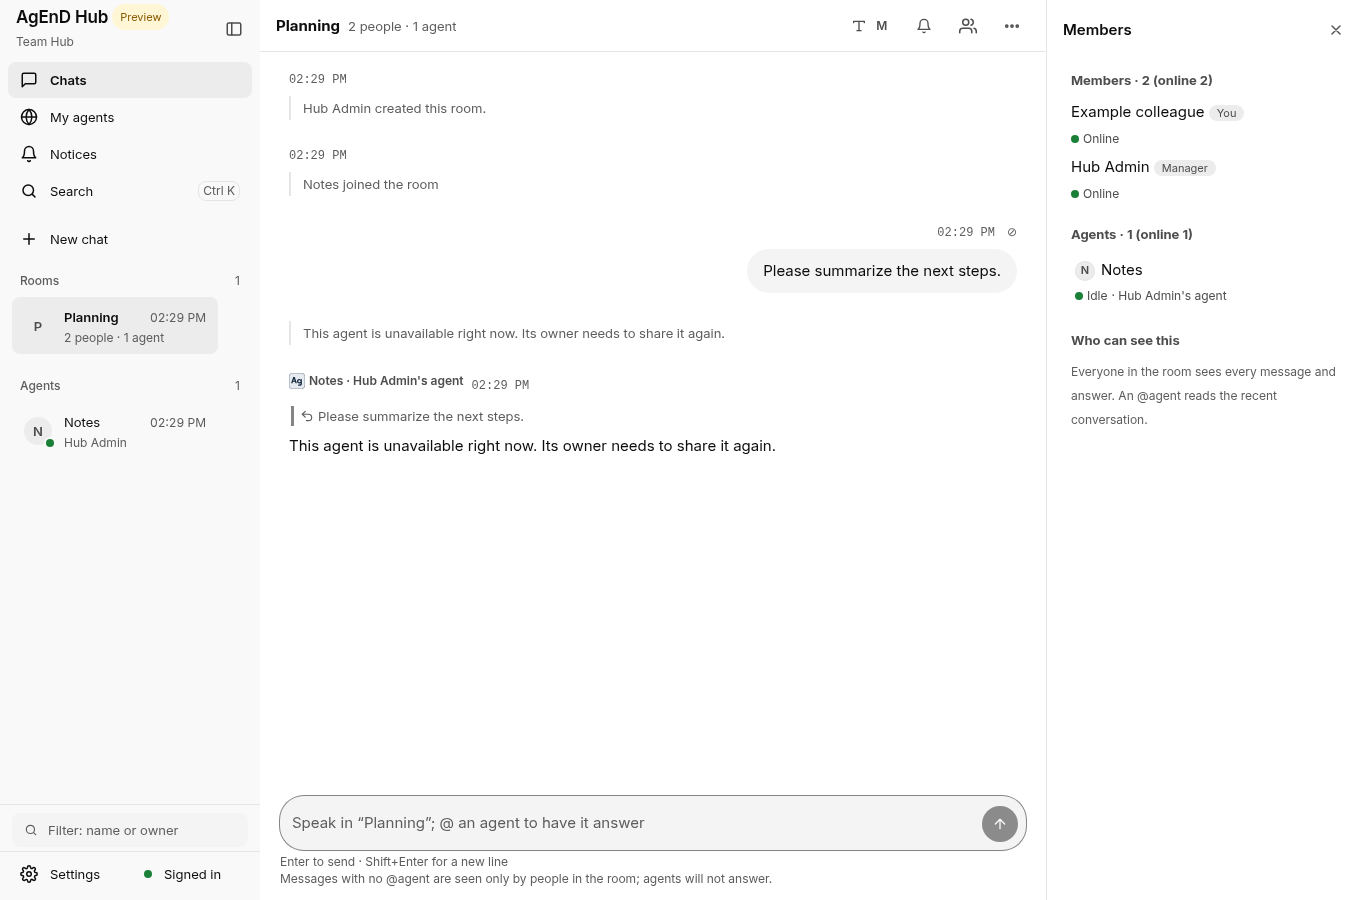 AgEnD Hub Preview
Team Hub
Chats
My agents
Notices
Search Ctrl K
New chat
Rooms 1
P Planning 02:29 PM
2 people · 1 agent
Agents 1
N Notes 02:29 PM
Hub Admin
Filter: name or owner
Settings Signed in
Planning 2 people · 1 agent T M
02:29 PM
Hub Admin created this room.
02:29 PM
Notes joined the room
02:29 PM
Please summarize the next steps.
This agent is unavailable right now. Its owner needs to share it again.
Ag Notes · Hub Admin's agent 02:29 PM
Please summarize the next steps.
This agent is unavailable right now. Its owner needs to share it again.
Speak in “Planning”; @ an agent to have it answer
Enter to send · Shift+Enter for a new line
Messages with no @agent are seen only by people in the room; agents will not answer.
Members
Members · 2 (online 2)
Example colleague You
Online
Hub Admin Manager
Online
Agents · 1 (online 1)
N Notes
Idle · Hub Admin's agent
Who can see this
Everyone in the room sees every message and
answer. An @agent reads the recent
conversation.